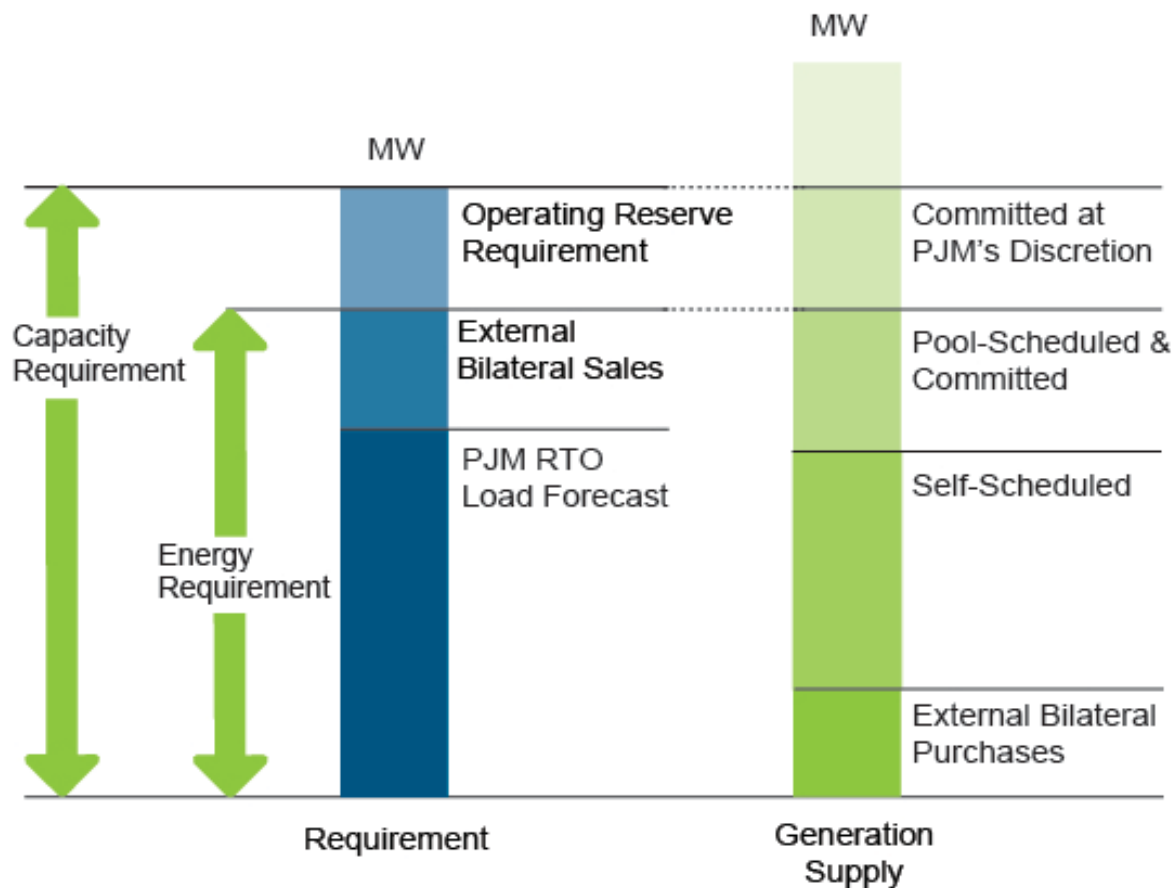 MW
MW
Operating Reserve
Requirement
Committed at
PJM's Discretion
Capacity
Requirement
External
Bilateral Sales
Pool-Scheduled &
Committed
PJM RTO
Load Forecast
Self-Scheduled
Energy
Requirement
External Bilateral
Purchases
Requirement
Generation
Supply